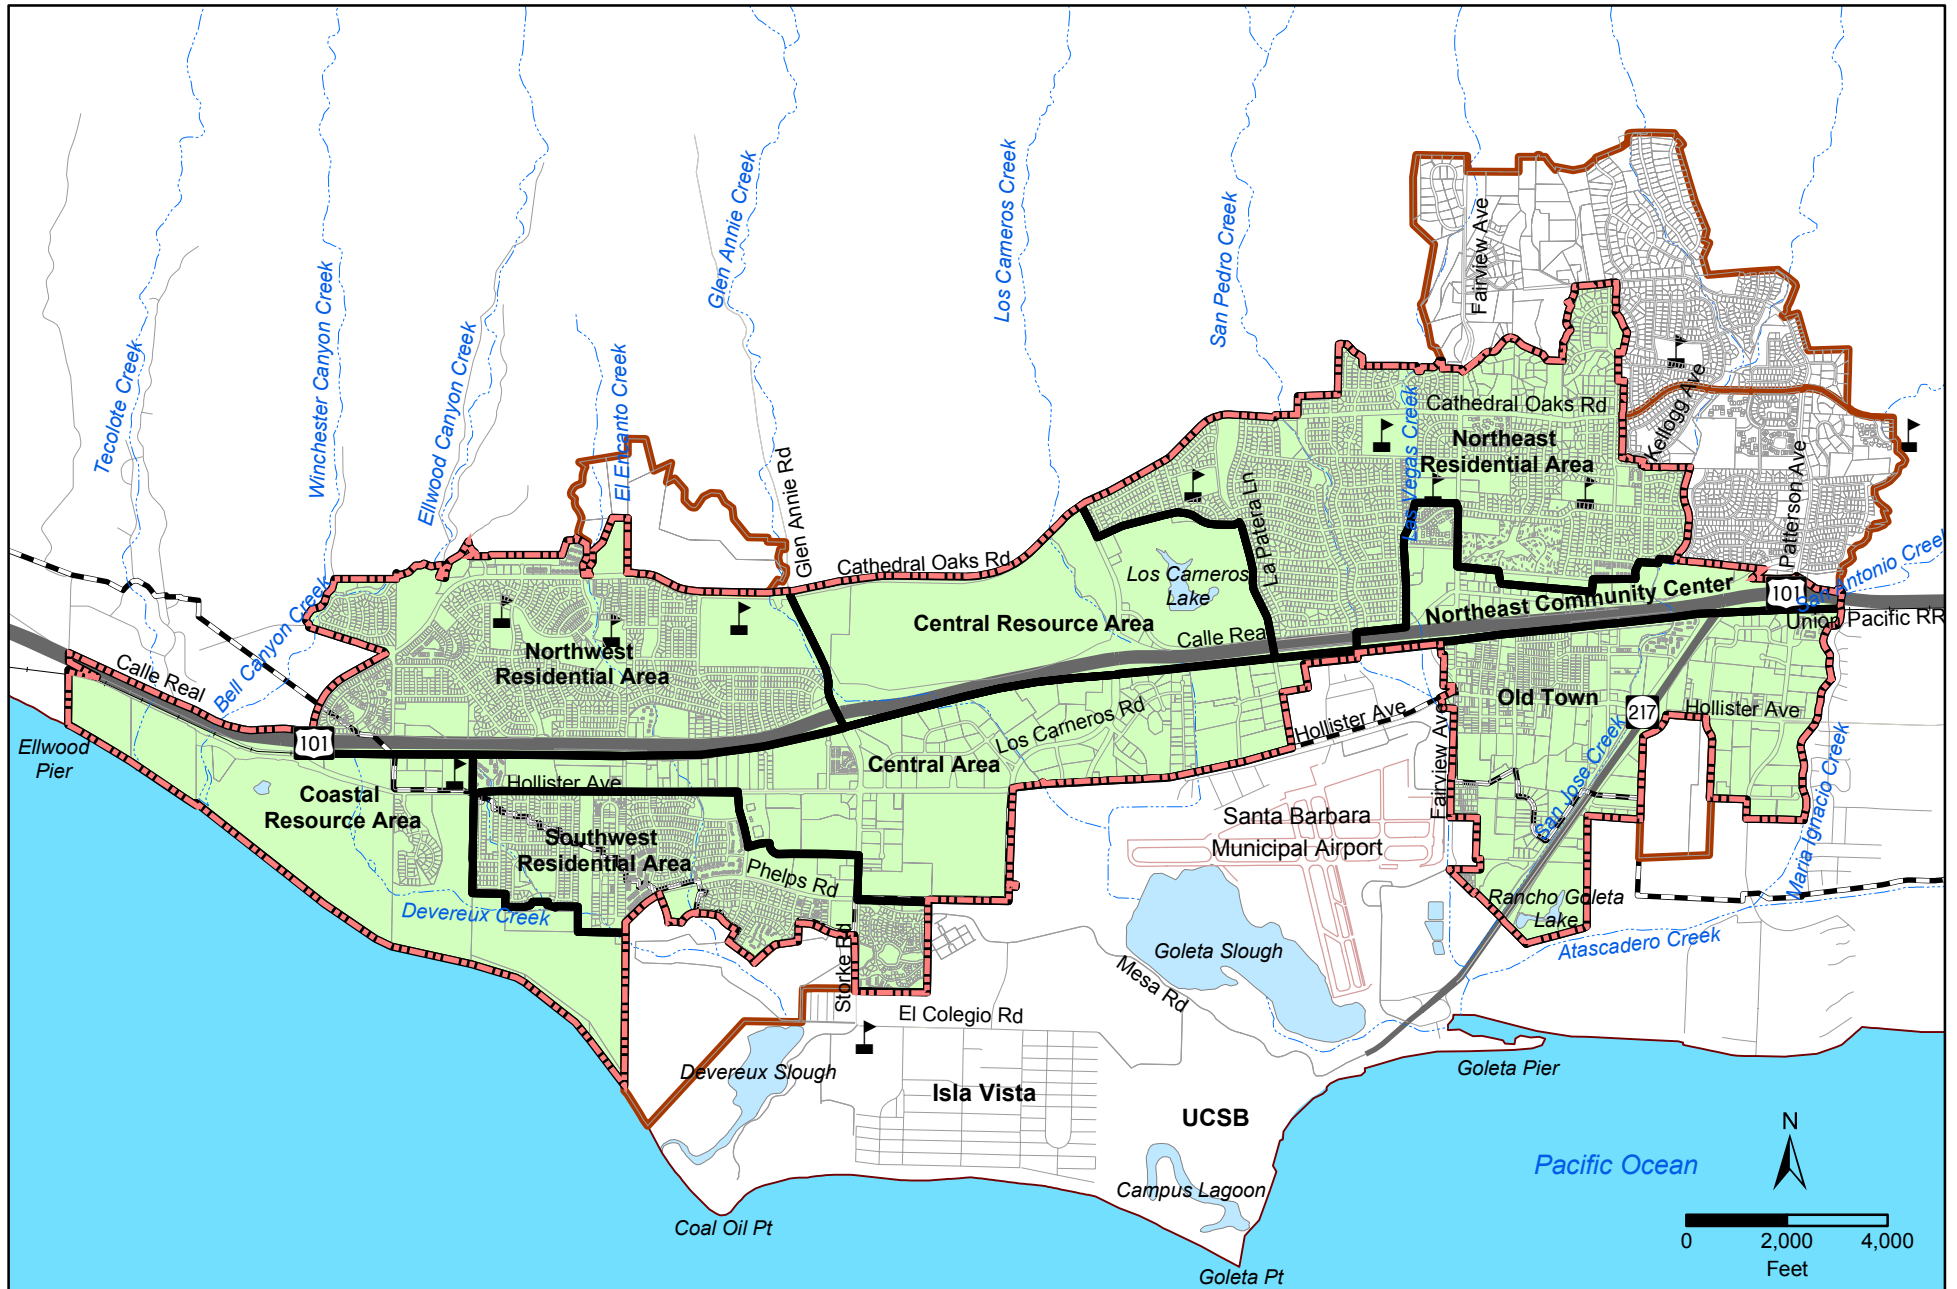 Tecolote Creek
Winchester Canyon Creek
Ellwood Canyon Creek
El Encanto Creek
Glen Annie Creek
Los Carneros Creek
San Pedro Creek
Las Vegas Creek
Fairview Ave
Kellogg Ave
Patterson Ave
Cathedral Oaks Rd
Northeast
Residential Area
San Antonio Creek
Glen Annie Rd
Cathedral Oaks Rd
La Patera Ln
Los Carneros
Lake
Central Resource Area
Calle Real
Northeast Community Center
101
Union Pacific RR
Bell Canyon Creek
Calle Real
Northwest
Residential Area
Ellwood
Pier
101
Los Carneros Rd
Hollister Ave
Fairview Ave
Old Town
217
Hollister Ave
San Jose Creek
Maria Ignacio Creek
Central Area
Hollister Ave
Coastal
Resource Area
Southwest
Residential Area
Phelps Rd
Santa Barbara
Municipal Airport
Devereux Creek
Storke Rd
Rancho Goleta
Lake
Atascadero Creek
Goleta Slough
Mesa Rd
El Colegio Rd
Devereux Slough
Isla Vista
UCSB
Goleta Pier
Campus Lagoon
Coal Oil Pt
Goleta Pt
Pacific Ocean
N
0 2,000 4,000
Feet